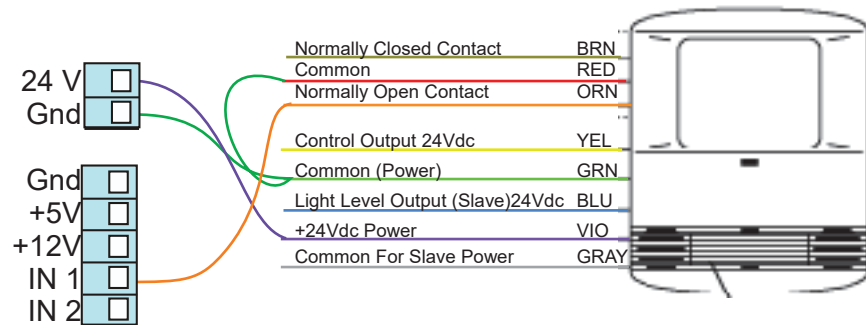 24 V
Gnd
Gnd
+5V
+12V
IN 1
IN 2
Normally Closed Contact BRN
Common RED
Normally Open Contact ORN
Control Output 24Vdc YEL
Common (Power) GRN
Light Level Output (Slave)24Vdc BLU
+24Vdc Power VIO
Common For Slave Power GRAY